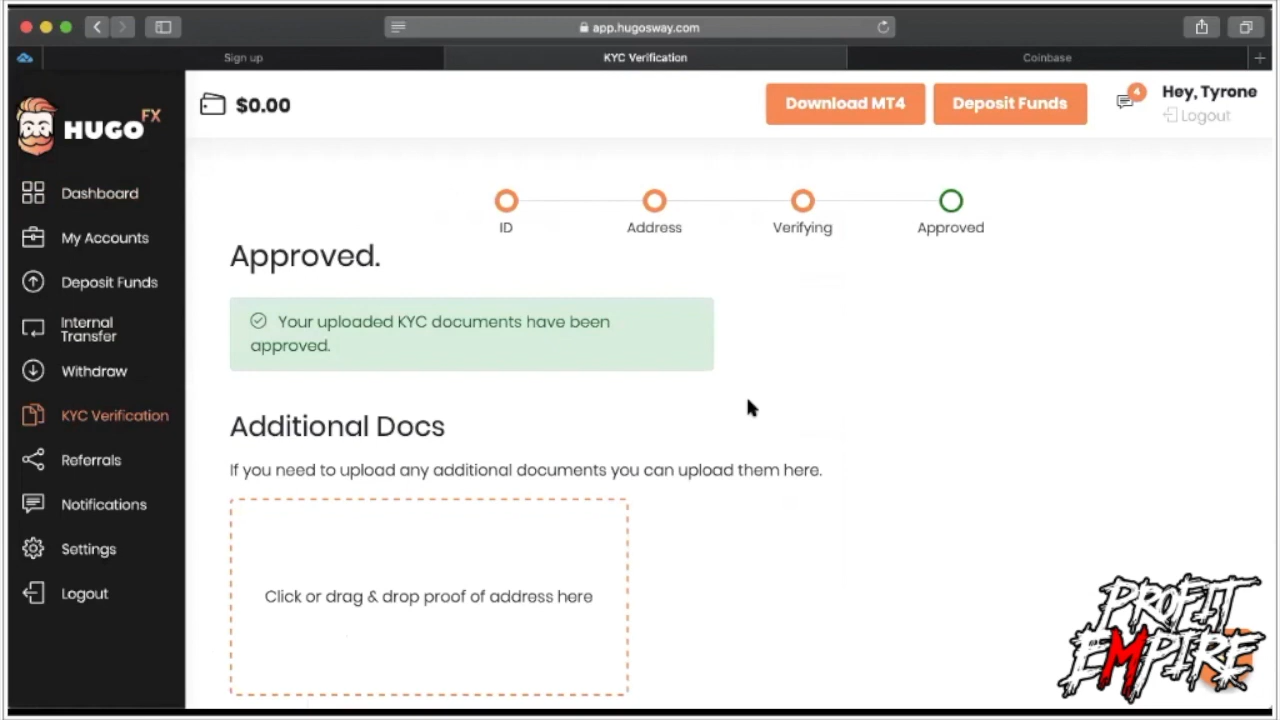 app.hugosway.com
Sign up
KYC Verification
Coinbase
HUGO FX
$0.00
Download MT4
Deposit Funds
4
Hey, Tyrone
Logout
Dashboard
My Accounts
Deposit Funds
Internal
Transfer
Withdraw
KYC Verification
Referrals
Notifications
Settings
Logout
ID
Address
Verifying
Approved
Approved.
Your uploaded KYC documents have been
approved.
Additional Docs
If you need to upload any additional documents you can upload them here.
Click or drag & drop proof of address here
PROFIT
EMPIRE